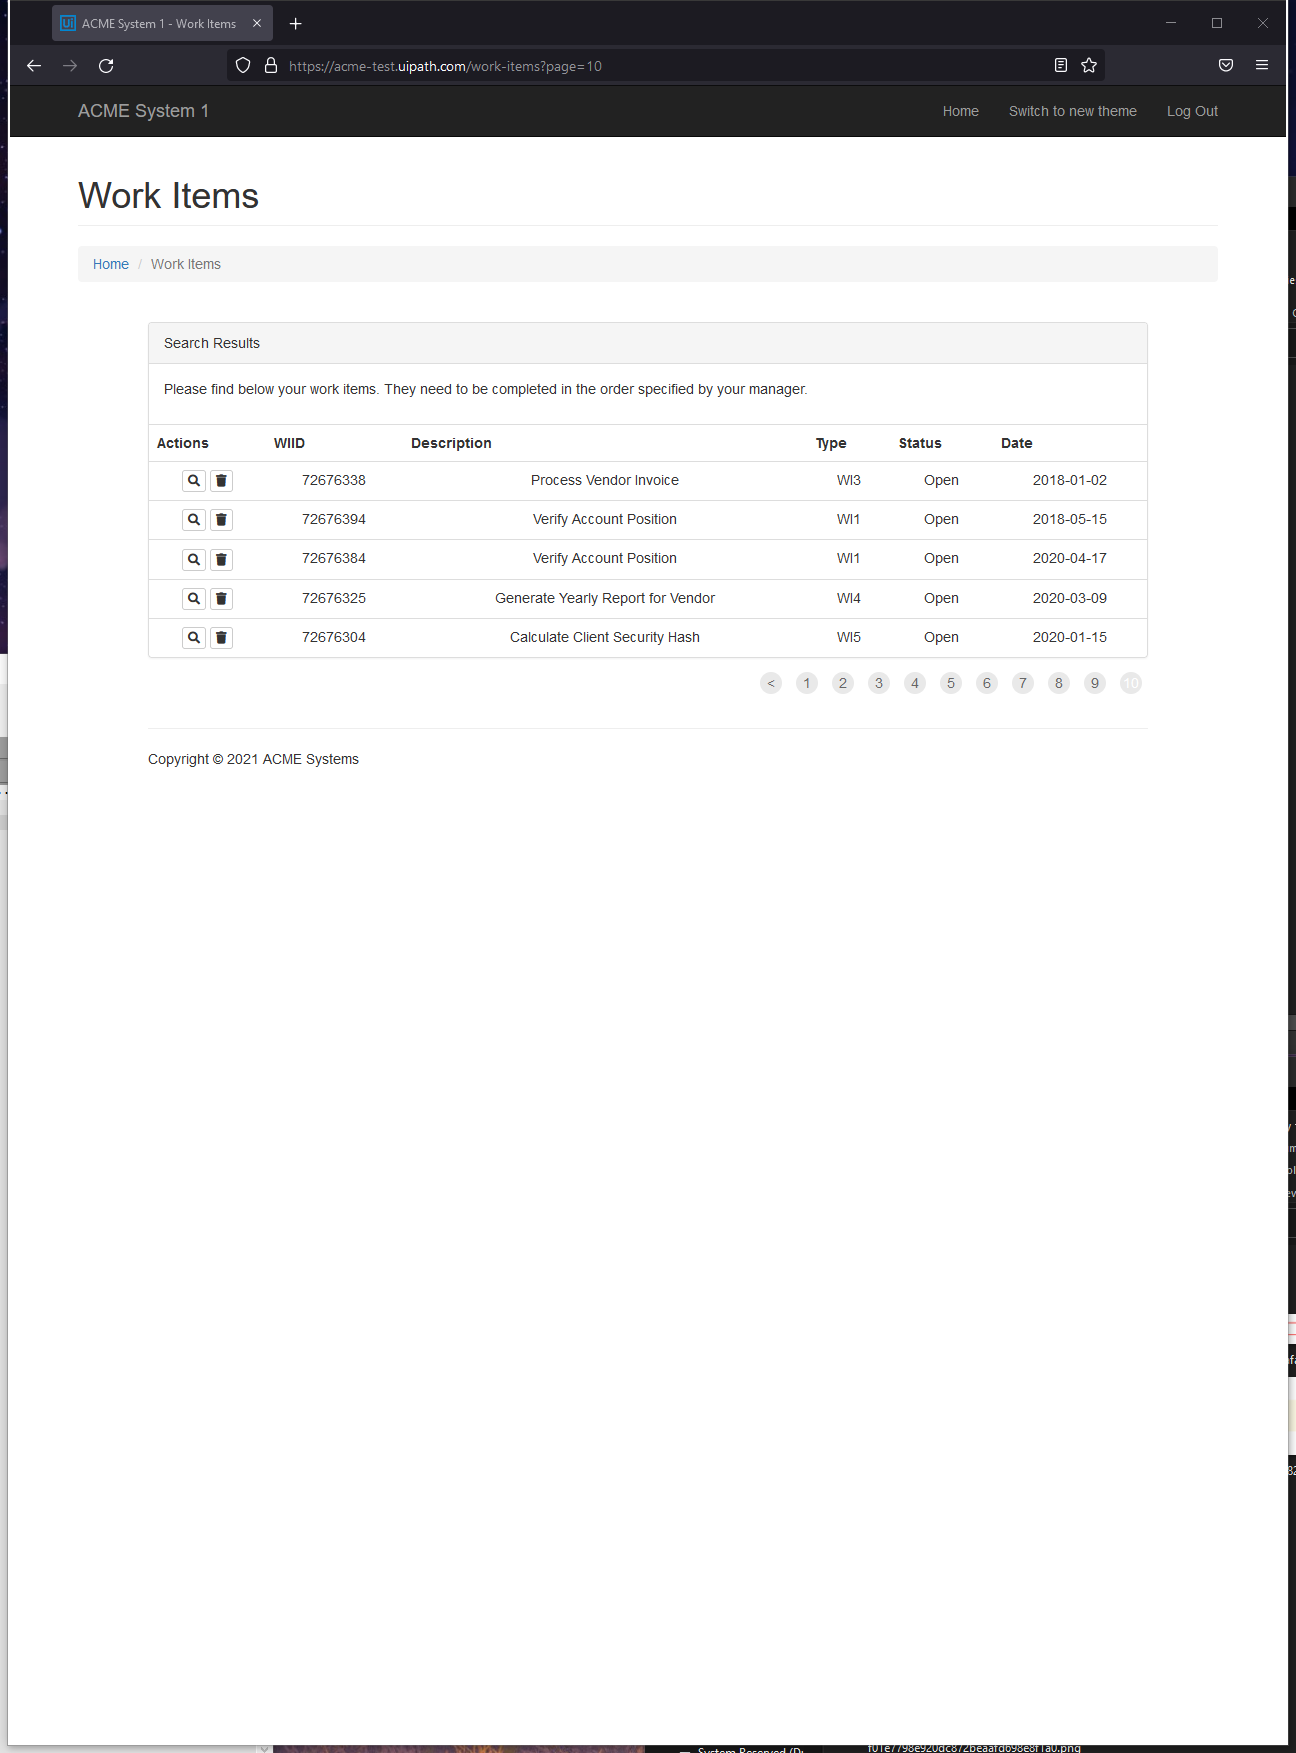 ACME System 1 - Work Items
https://acme-test.uipath.com/work-items?page=10
ACME System 1 Home Switch to new theme Log Out
Work Items
Home / Work Items
Search Results
Please find below your work items. They need to be completed in the order specified by your manager.
Actions WIID Description Type Status Date
72676338 Process Vendor Invoice WI3 Open 2018-01-02
72676394 Verify Account Position WI1 Open 2018-05-15
72676384 Verify Account Position WI1 Open 2020-04-17
72676325 Generate Yearly Report for Vendor WI4 Open 2020-03-09
72676304 Calculate Client Security Hash WI5 Open 2020-01-15
< 1 2 3 4 5 6 7 8 9 10
Copyright © 2021 ACME Systems